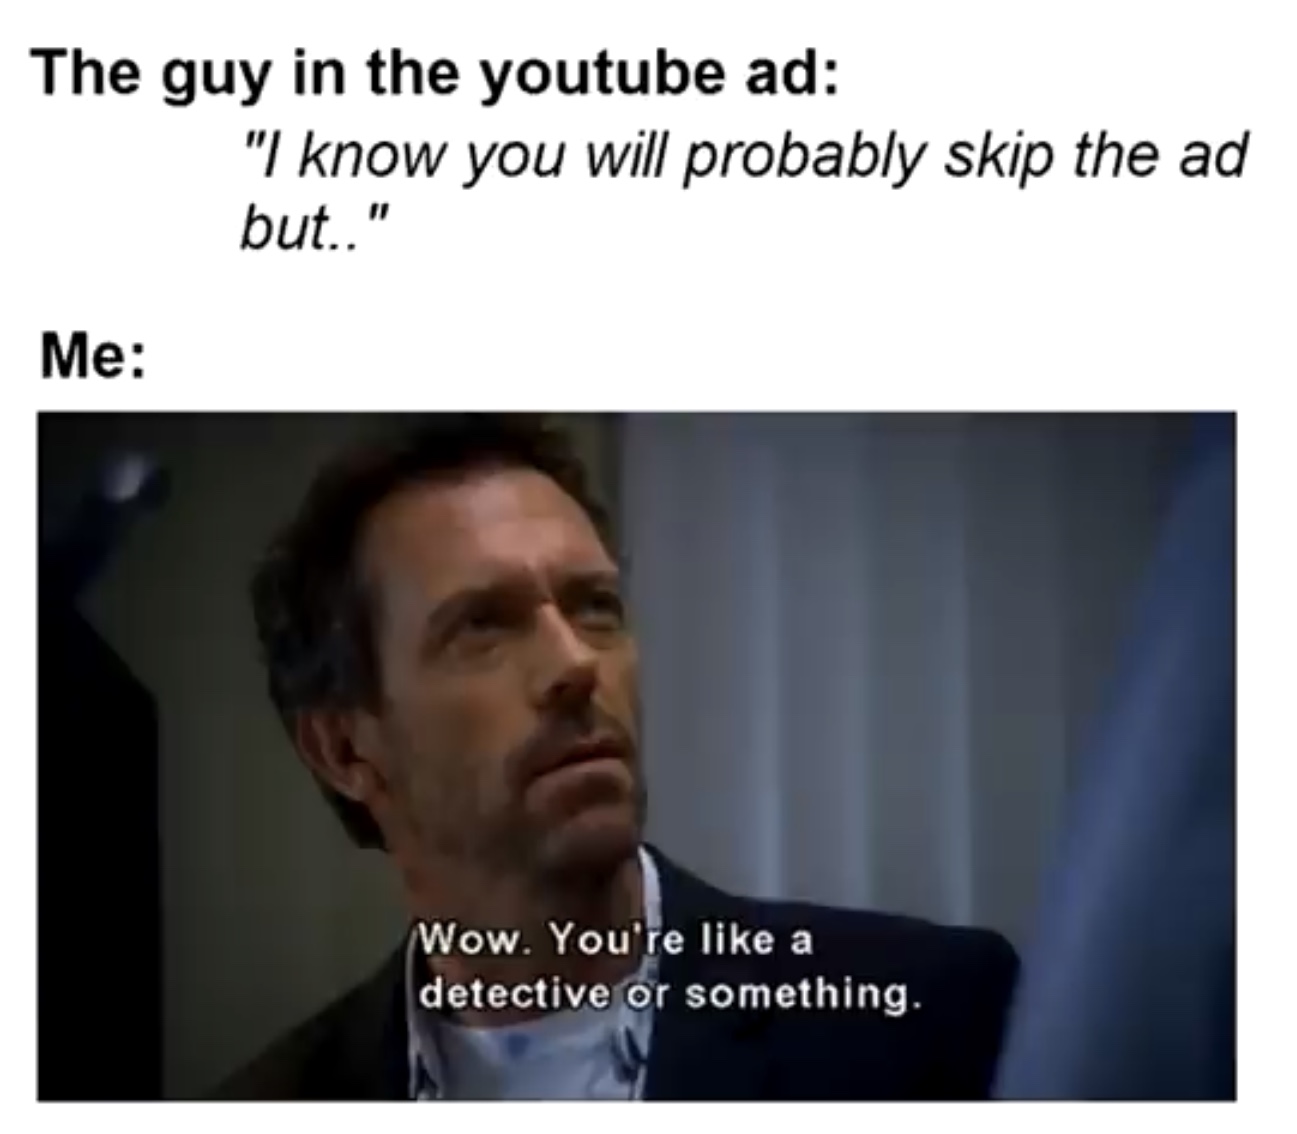 The guy in the youtube ad:
"I know you will probably skip the ad
but.."
Me:
Wow. You're like a
detective or something.